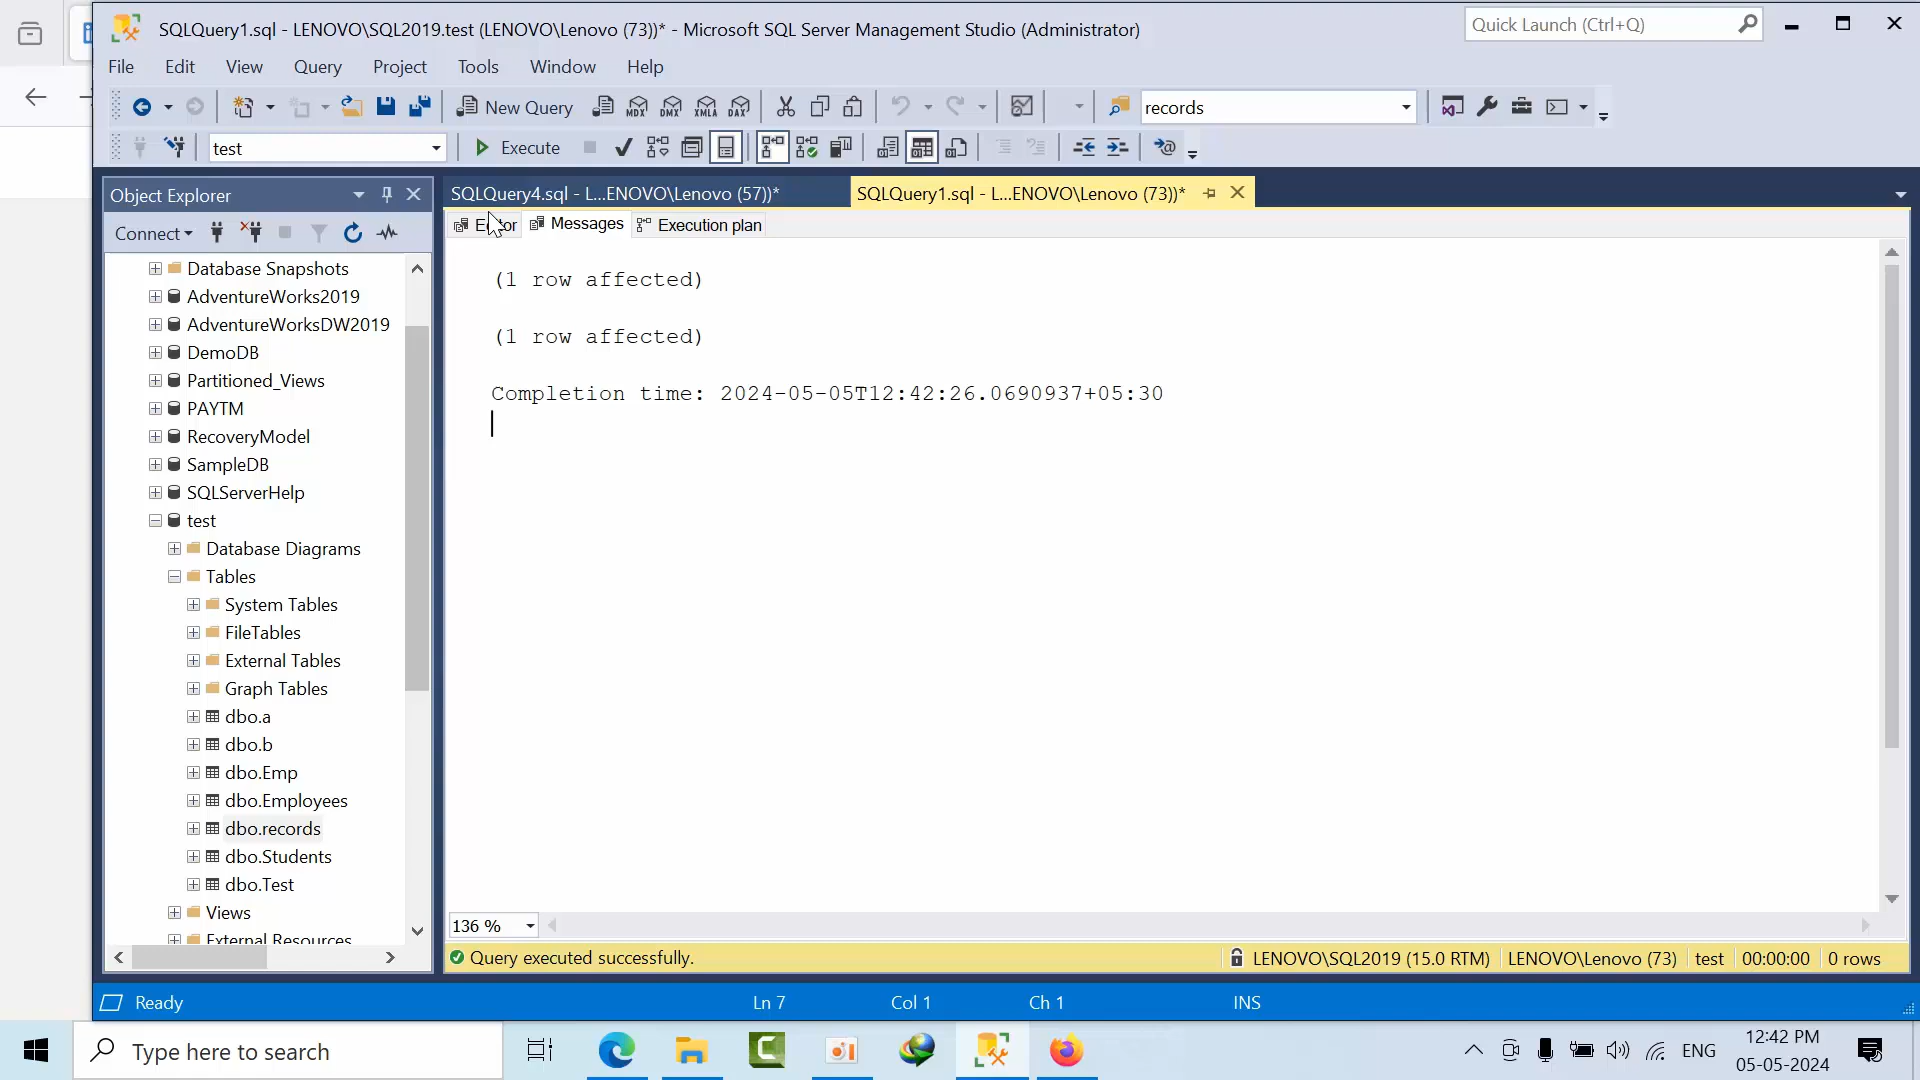 SQLQuery1.sql - LENOVO\SQL2019.test (LENOVO\Lenovo (73))* - Microsoft SQL Server Management Studio (Administrator)
Quick Launch (Ctrl+Q)
File Edit View Query Project Tools Window Help
New Query
MDX DMX XMLA DAX
records
test
Execute
Object Explorer
SQLQuery4.sql - L...ENOVO\Lenovo (57))*
SQLQuery1.sql - L...ENOVO\Lenovo (73))*
Connect
Editor Messages Execution plan
Database Snapshots
AdventureWorks2019
AdventureWorksDW2019
DemoDB
Partitioned_Views
PAYTM
RecoveryModel
SampleDB
SQLServerHelp
test
Database Diagrams
Tables
System Tables
FileTables
External Tables
Graph Tables
dbo.a
dbo.b
dbo.Emp
dbo.Employees
dbo.records
dbo.Students
dbo.Test
Views
External Resources
(1 row affected)
(1 row affected)
Completion time: 2024-05-05T12:42:26.0690937+05:30
136 %
Query executed successfully.
LENOVO\SQL2019 (15.0 RTM) LENOVO\Lenovo (73) test 00:00:00 0 rows
Ready Ln 7 Col 1 Ch 1 INS
Type here to search
ENG
12:42 PM
05-05-2024